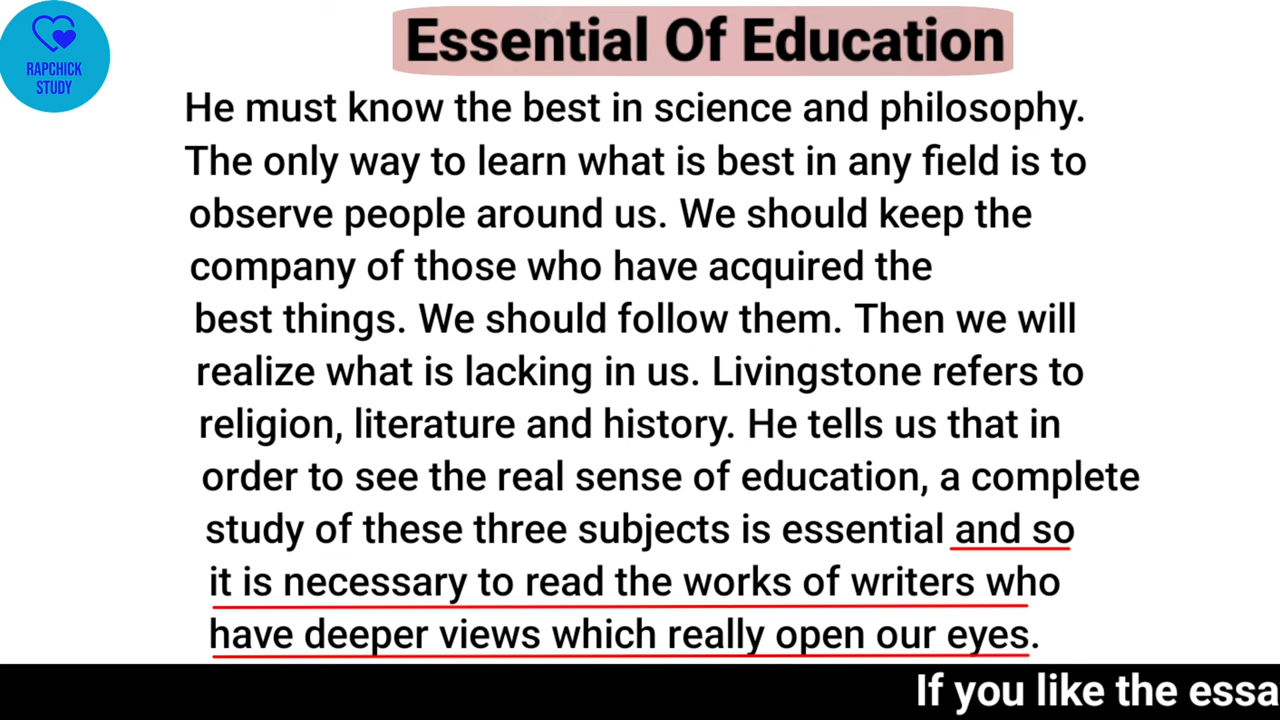 RAPCHICK
STUDY
Essential Of Education
He must know the best in science and philosophy.
The only way to learn what is best in any field is to
observe people around us. We should keep the
company of those who have acquired the
best things. We should follow them. Then we will
realize what is lacking in us. Livingstone refers to
religion, literature and history. He tells us that in
order to see the real sense of education, a complete
study of these three subjects is essential and so
it is necessary to read the works of writers who
have deeper views which really open our eyes.
If you like the essa